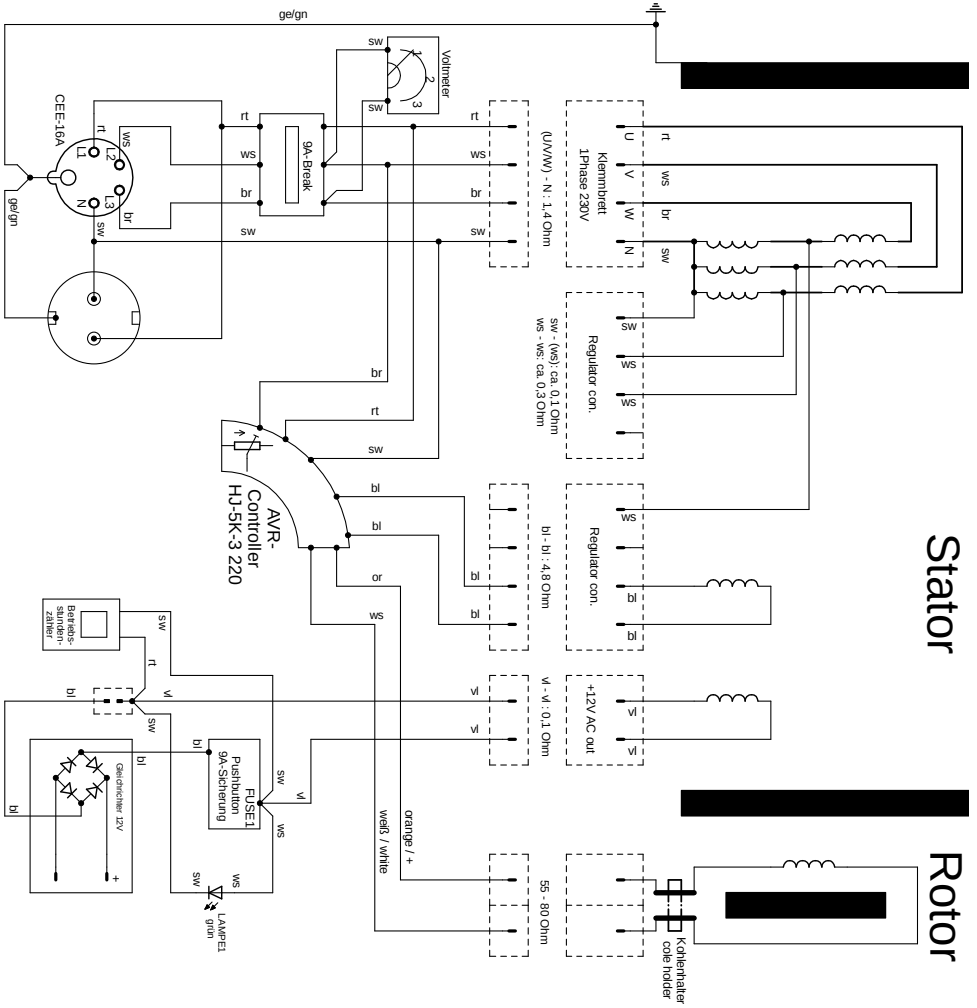 ge/gn
sw
Voltmeter
1
2
3
sw
CEE-16A
rt
ws
L1
L2
L3
N
br
sw
ge/gn
rt
ws
br
sw
9A-Break
rt
ws
br
(U/V/W) - N : 1,4 Ohm
Klemmbrett
1Phase 230V
U
V
W
N
rt
ws
br
sw
Regulator con.
sw - (ws): ca. 0,1 Ohm
ws - ws: ca. 0,3 Ohm
sw
ws
ws
br
rt
sw
bl
bl
AVR-
Controller
HJ-5K-3 220
or
ws
bl
bl
bl - bl : 4,8 Ohm
Regulator con.
ws
bl
bl
Stator
Betriebs-
stunden-
zähler
sw
rt
bl
vl
sw
vl
vl
vl - vl : 0,1 Ohm
+12V AC out
vl
vl
bl
bl
bl
Gleichrichter 12V
+
FUSE1
Pushbutton
9A-Sicherung
sw
vl
ws
ws
sw
LAMPE1
grün
orange / +
weiß / white
55 - 80 Ohm
Kohlenhalter
cole holder
Rotor